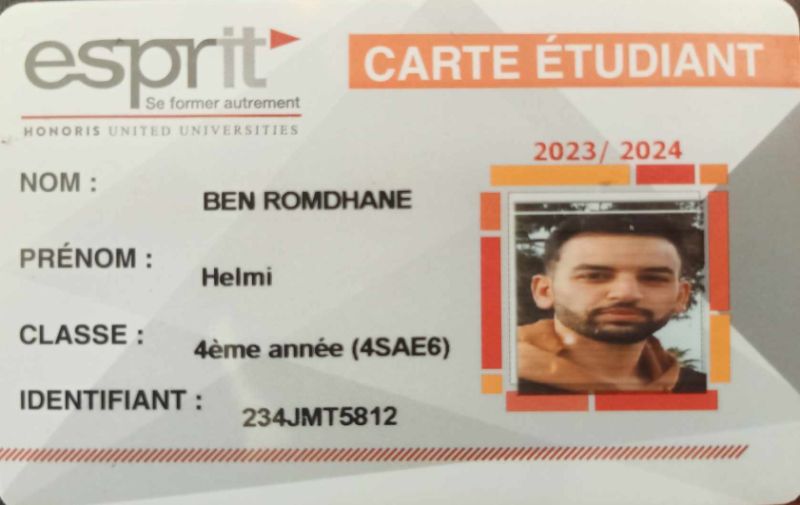 esprit
Se former autrement
HONORIS UNITED UNIVERSITIES
CARTE ÉTUDIANT
2023/ 2024
NOM : BEN ROMDHANE
PRÉNOM : Helmi
CLASSE : 4ème année (4SAE6)
IDENTIFIANT : 234JMT5812